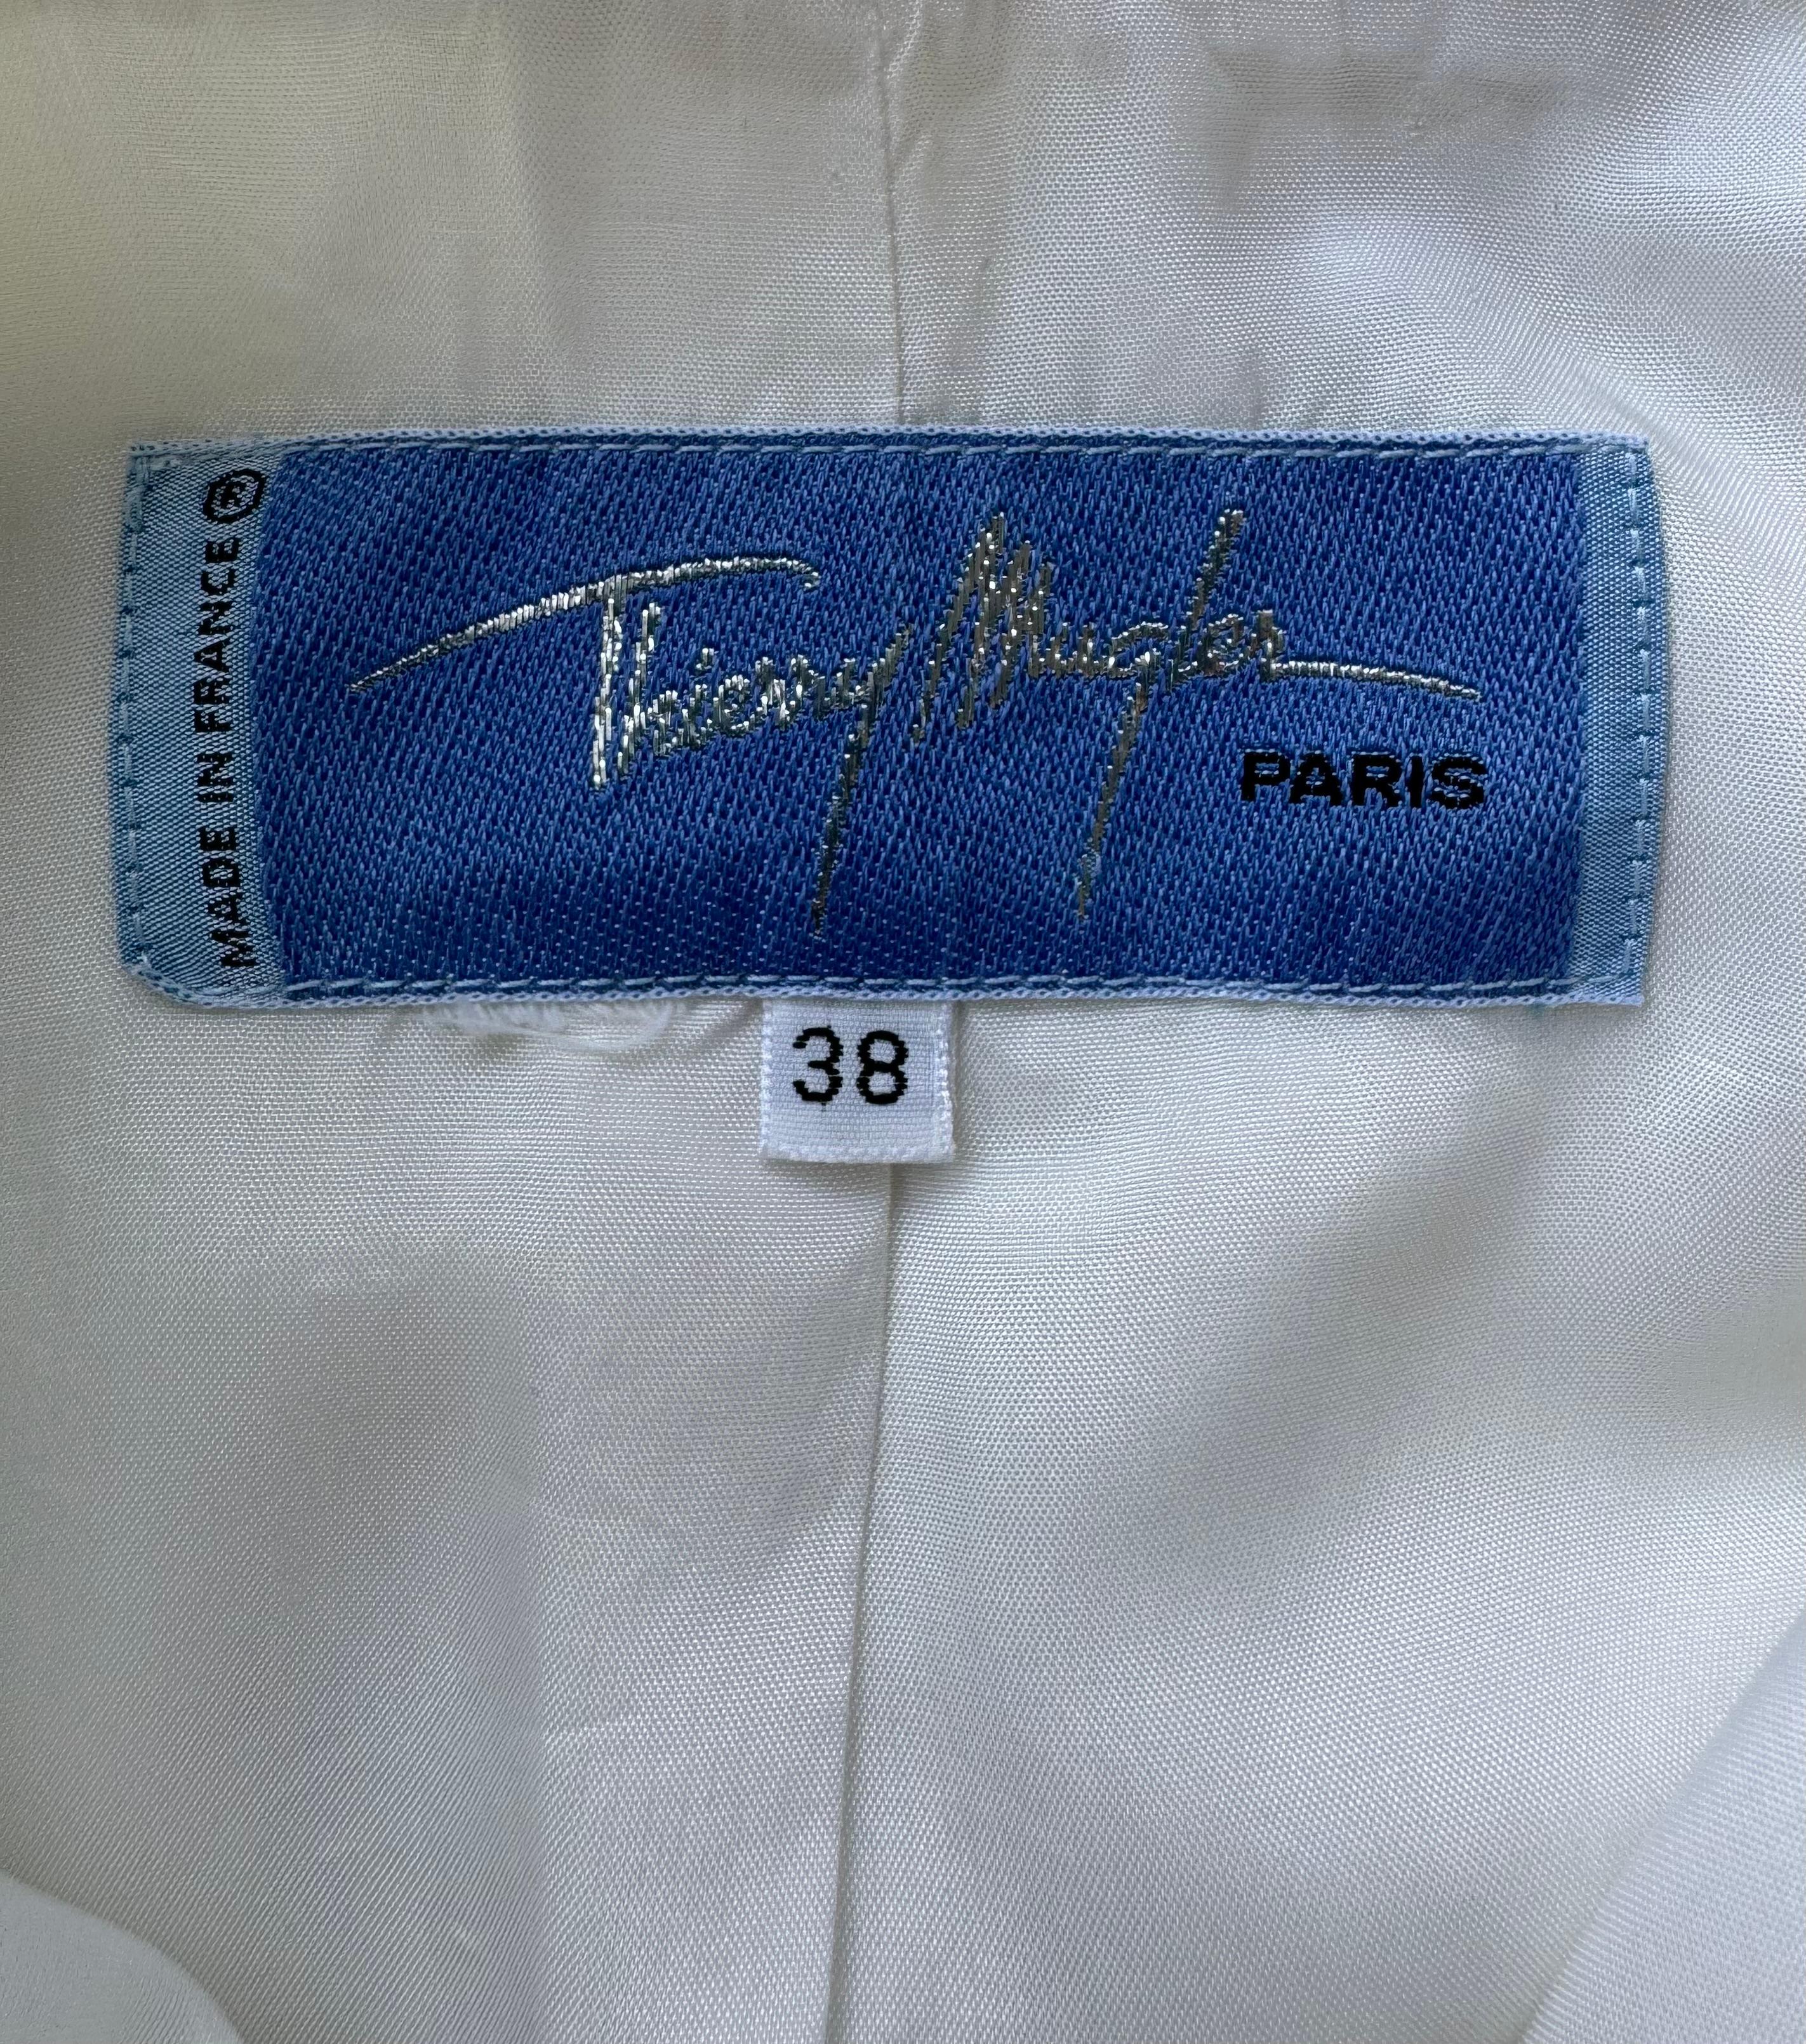 MADE IN FRANCE ®
Thierry Mugler
PARIS
38